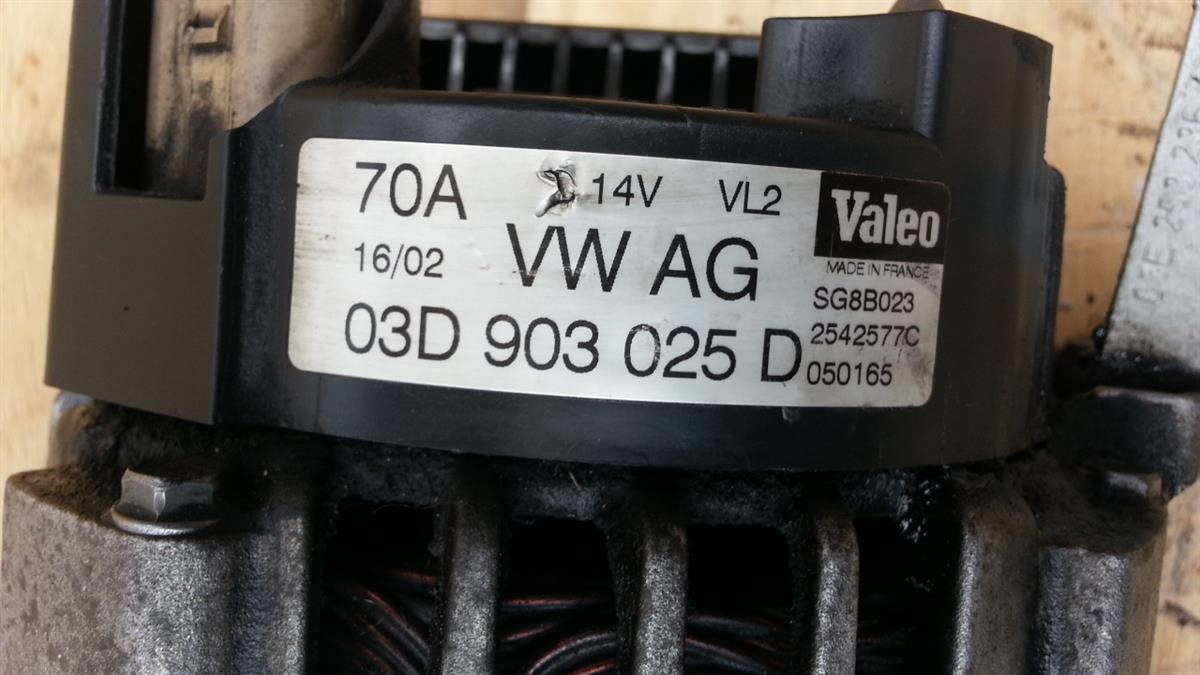 70A 14V VL2
Valeo
16/02 VW AG
MADE IN FRANCE
SG8B023
03D 903 025 D
2542577C
050165